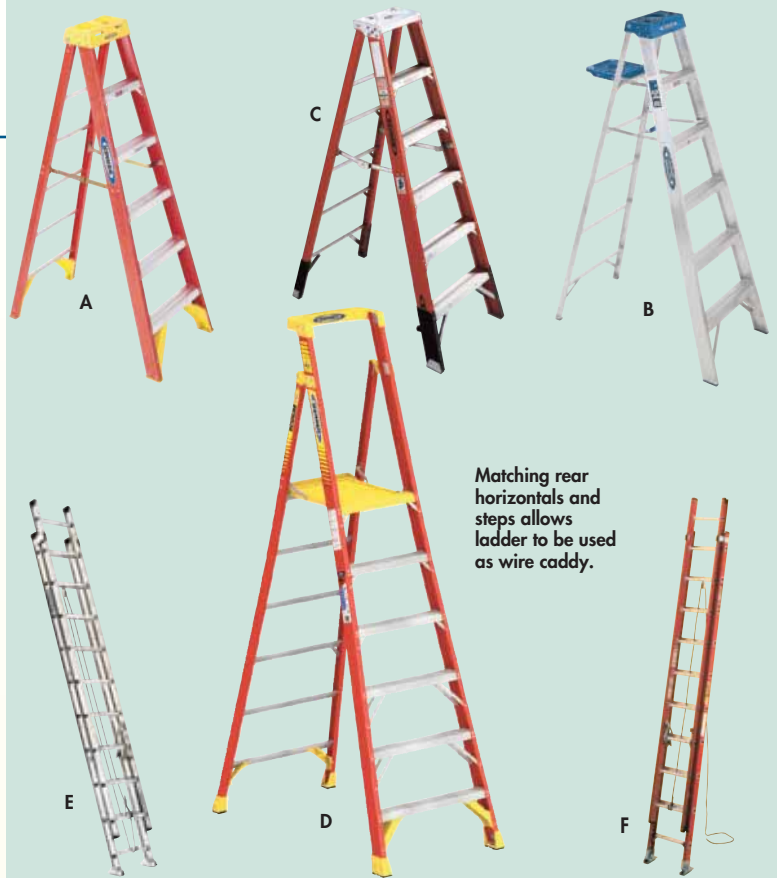 C
A
B
Matching rear
horizontals and
steps allows
ladder to be used
as wire caddy.
E
D
F